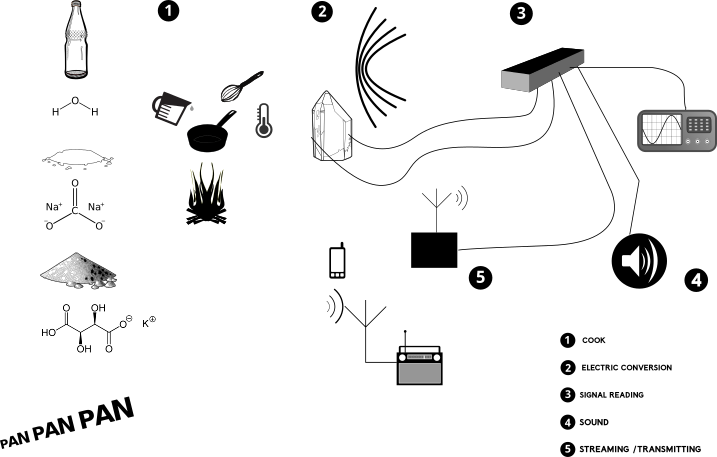 1
2
3
H O H
O
Na⁺ Na⁺
C
⁻O O⁻
O OH
HO O⊖ K⊕
OH O
5
4
PAN PAN PAN
1 COOK
2 ELECTRIC CONVERSION
3 SIGNAL READING
4 SOUND
5 STREAMING / TRANSMITTING